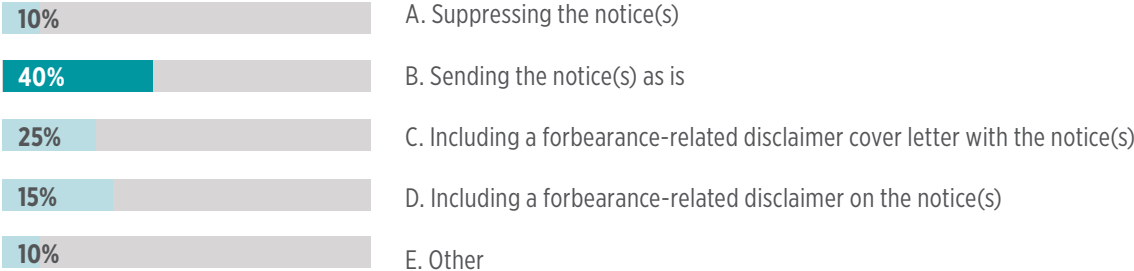 10% A. Suppressing the notice(s)
40% B. Sending the notice(s) as is
25% C. Including a forbearance-related disclaimer cover letter with the notice(s)
15% D. Including a forbearance-related disclaimer on the notice(s)
10% E. Other